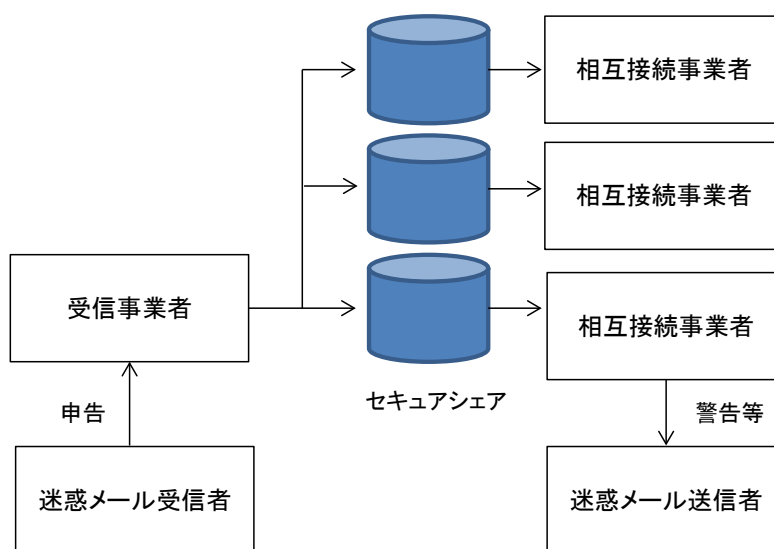 相互接続事業者
相互接続事業者
受信事業者
相互接続事業者
セキュアシェア
申告
警告等
迷惑メール受信者
迷惑メール送信者